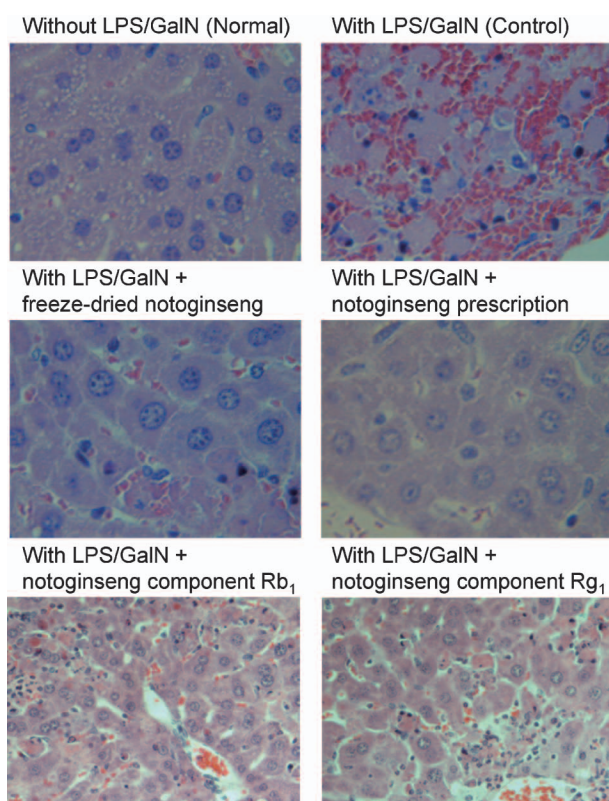 Without LPS/GalN (Normal)
With LPS/GalN (Control)
With LPS/GalN +
freeze-dried notoginseng
With LPS/GalN +
notoginseng prescription
With LPS/GalN +
notoginseng component Rb₁
With LPS/GalN +
notoginseng component Rg₁